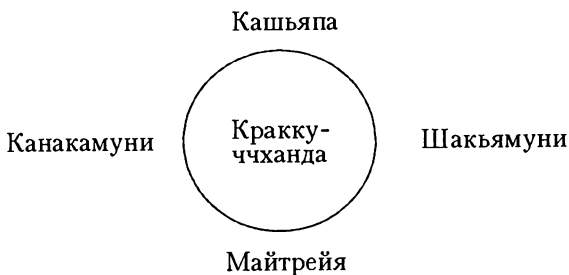 Кашьяпа
Канакамуни
Кракку-
ччханда
Шакьямуни
Майтрейя